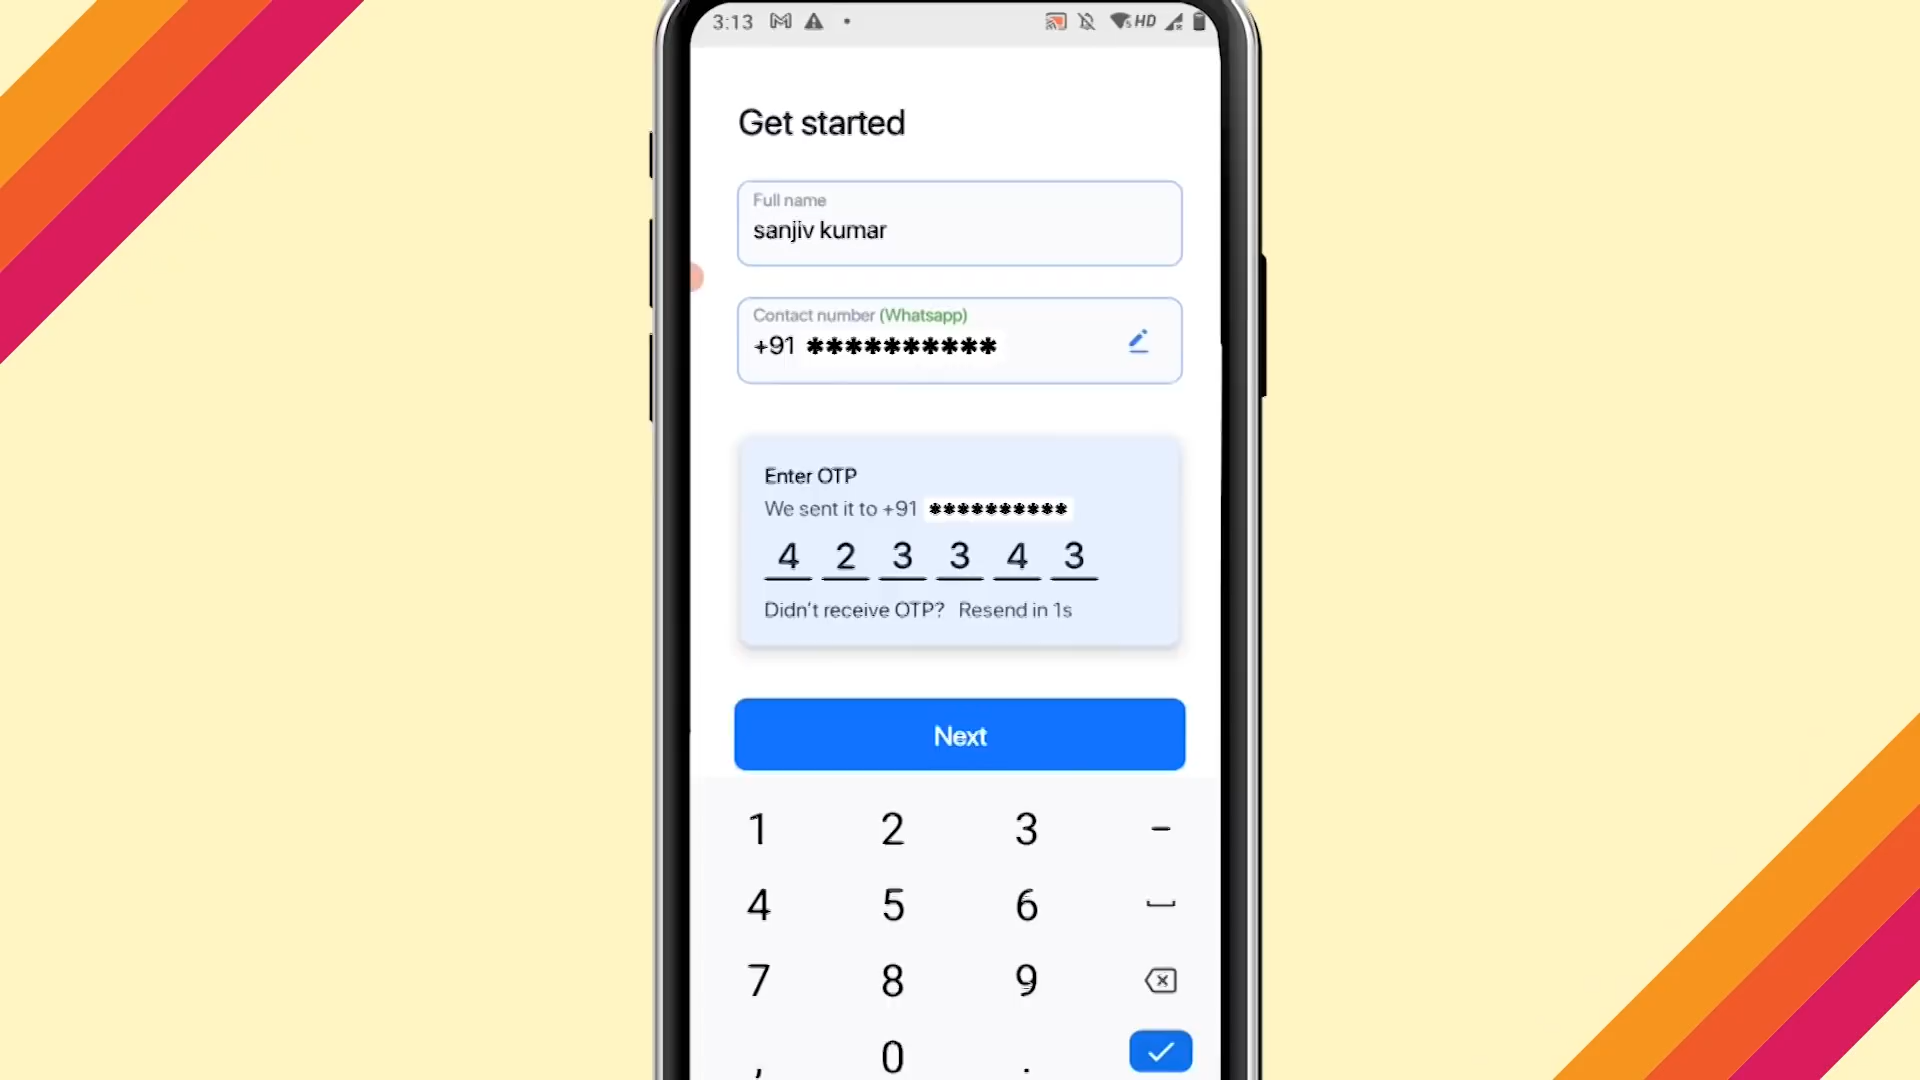 3:13 HD
Get started
Full name
sanjiv kumar
Contact number (Whatsapp)
+91 **********
Enter OTP
We sent it to +91 **********
4 2 3 3 4 3
Didn't receive OTP? Resend in 1s
Next
1 2 3 -
4 5 6
7 8 9
, 0 .